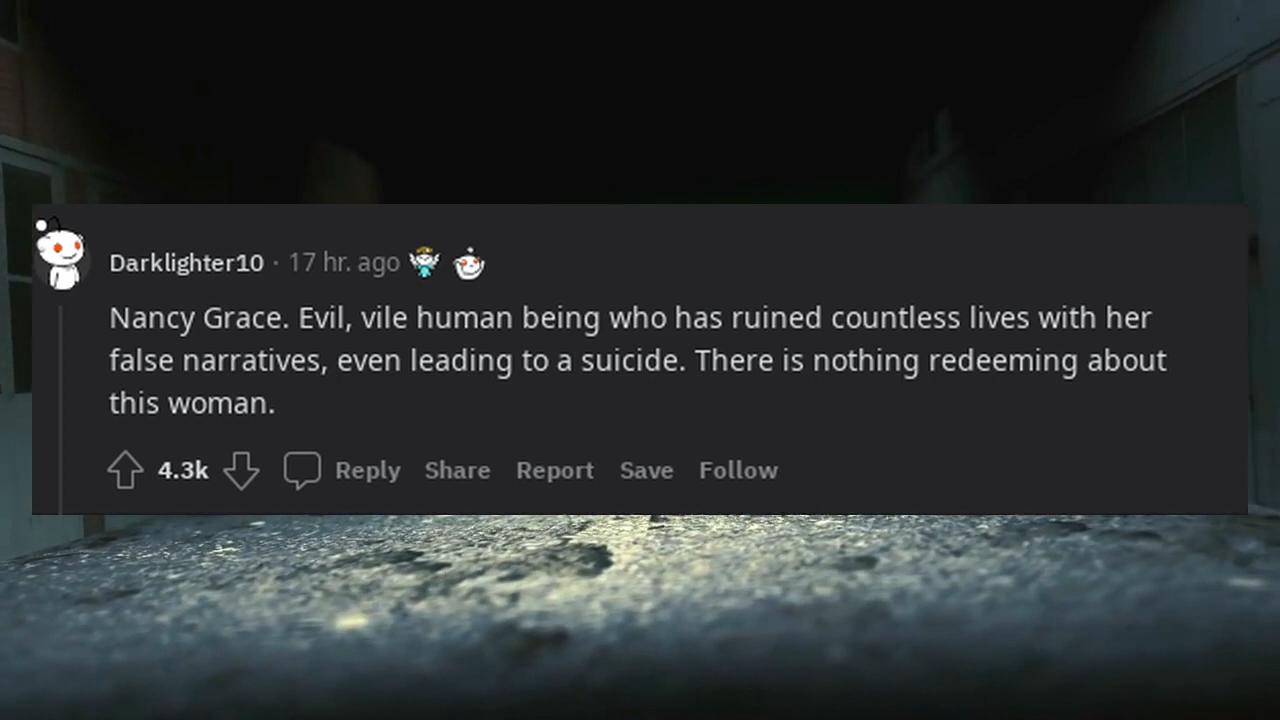 Darklighter10 · 17 hr. ago
Nancy Grace. Evil, vile human being who has ruined countless lives with her
false narratives, even leading to a suicide. There is nothing redeeming about
this woman.
4.3k Reply Share Report Save Follow